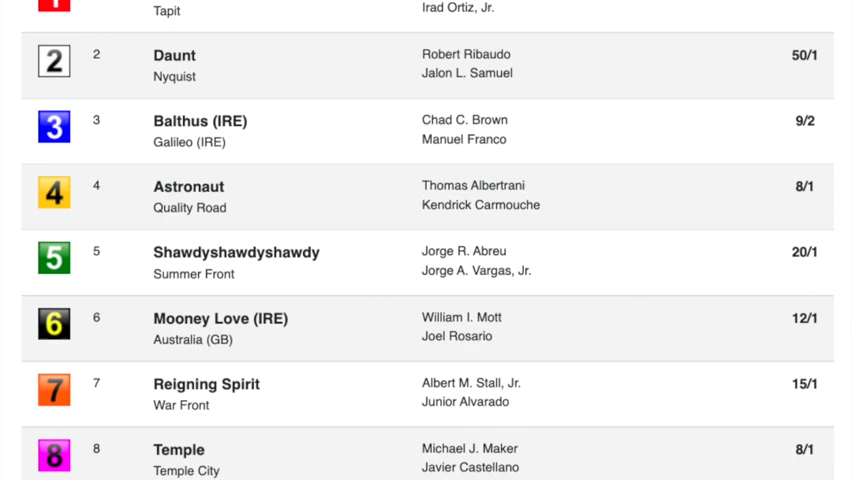 1
Tapit
Irad Ortiz, Jr.
2 2 Daunt Robert Ribaudo 50/1
Nyquist Jalon L. Samuel
3 3 Balthus (IRE) Chad C. Brown 9/2
Galileo (IRE) Manuel Franco
4 4 Astronaut Thomas Albertrani 8/1
Quality Road Kendrick Carmouche
5 5 Shawdyshawdyshawdy Jorge R. Abreu 20/1
Summer Front Jorge A. Vargas, Jr.
6 6 Mooney Love (IRE) William I. Mott 12/1
Australia (GB) Joel Rosario
7 7 Reigning Spirit Albert M. Stall, Jr. 15/1
War Front Junior Alvarado
8 8 Temple Michael J. Maker 8/1
Temple City Javier Castellano